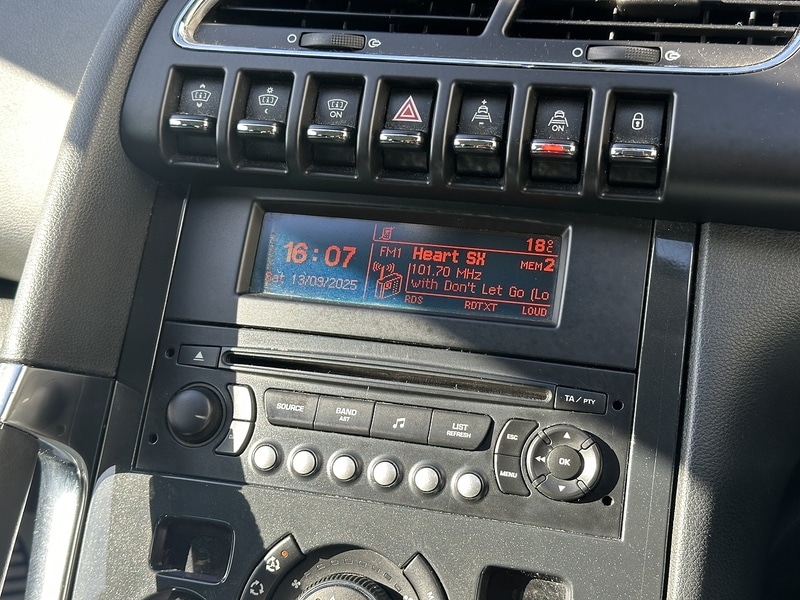 ON
ON
16:07
Sat 13/09/2025
18°C
FM1 Heart SX
MEM2
101.70 MHz
with Don't Let Go (Lo
RDS RDTXT LOUD
TA / PTY
SOURCE
BAND
AST
LIST
REFRESH
ESC
MENU
OK